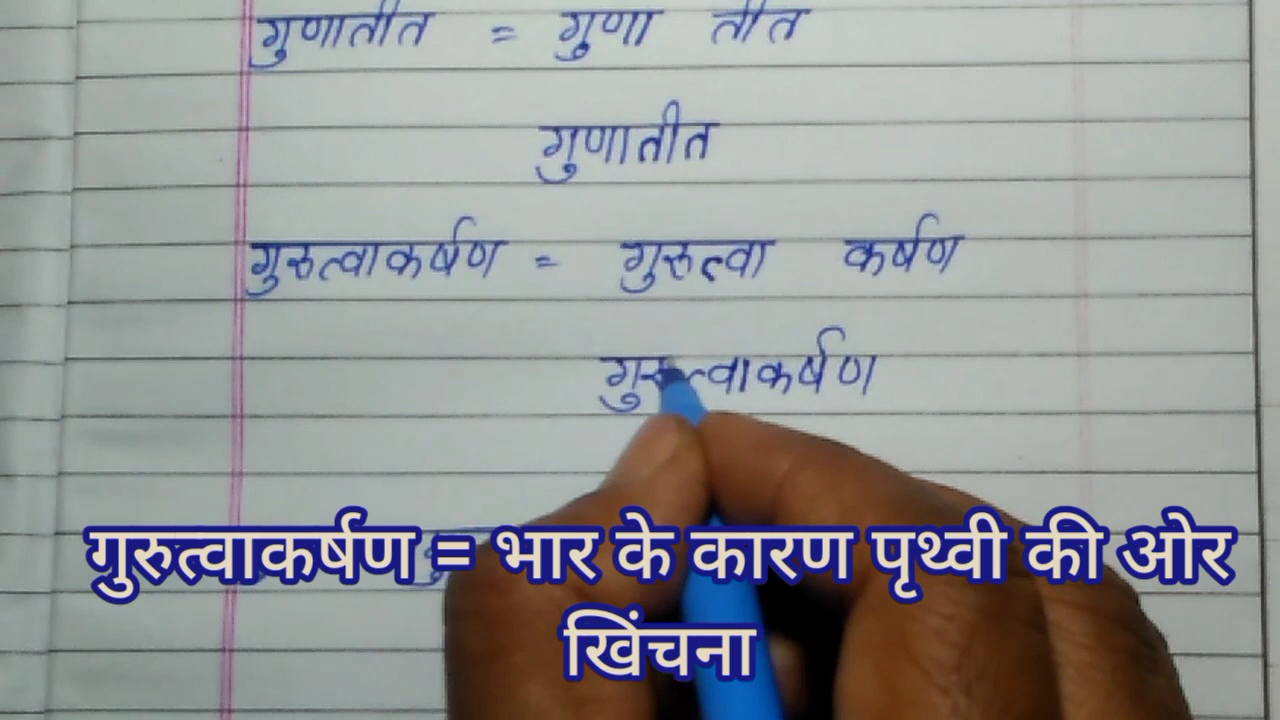 गुणातीत = गुणा तीत
गुणातीत
गुरुत्वाकर्षण = गुरुत्वा कर्षण
गुरुत्वाकर्षण
गुरुत्वाकर्षण = भार के कारण पृथ्वी की ओर
खिंचना